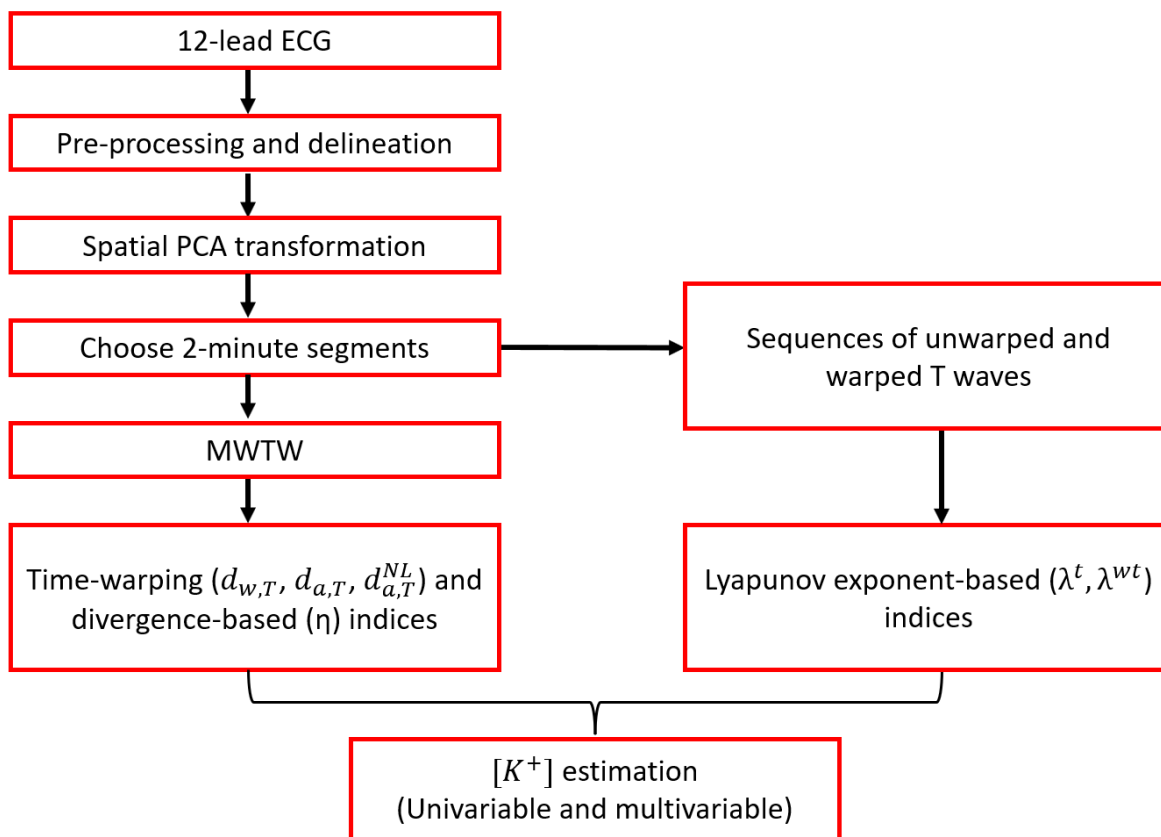 12-lead ECG
Pre-processing and delineation
Spatial PCA transformation
Choose 2-minute segments
Sequences of unwarped and
warped T waves
MWTW
Time-warping (d_{w,T}, d_{a,T}, d_{a,T}^{NL}) and
divergence-based (η) indices
Lyapunov exponent-based (λ^t, λ^{wt})
indices
[K^+] estimation
(Univariable and multivariable)